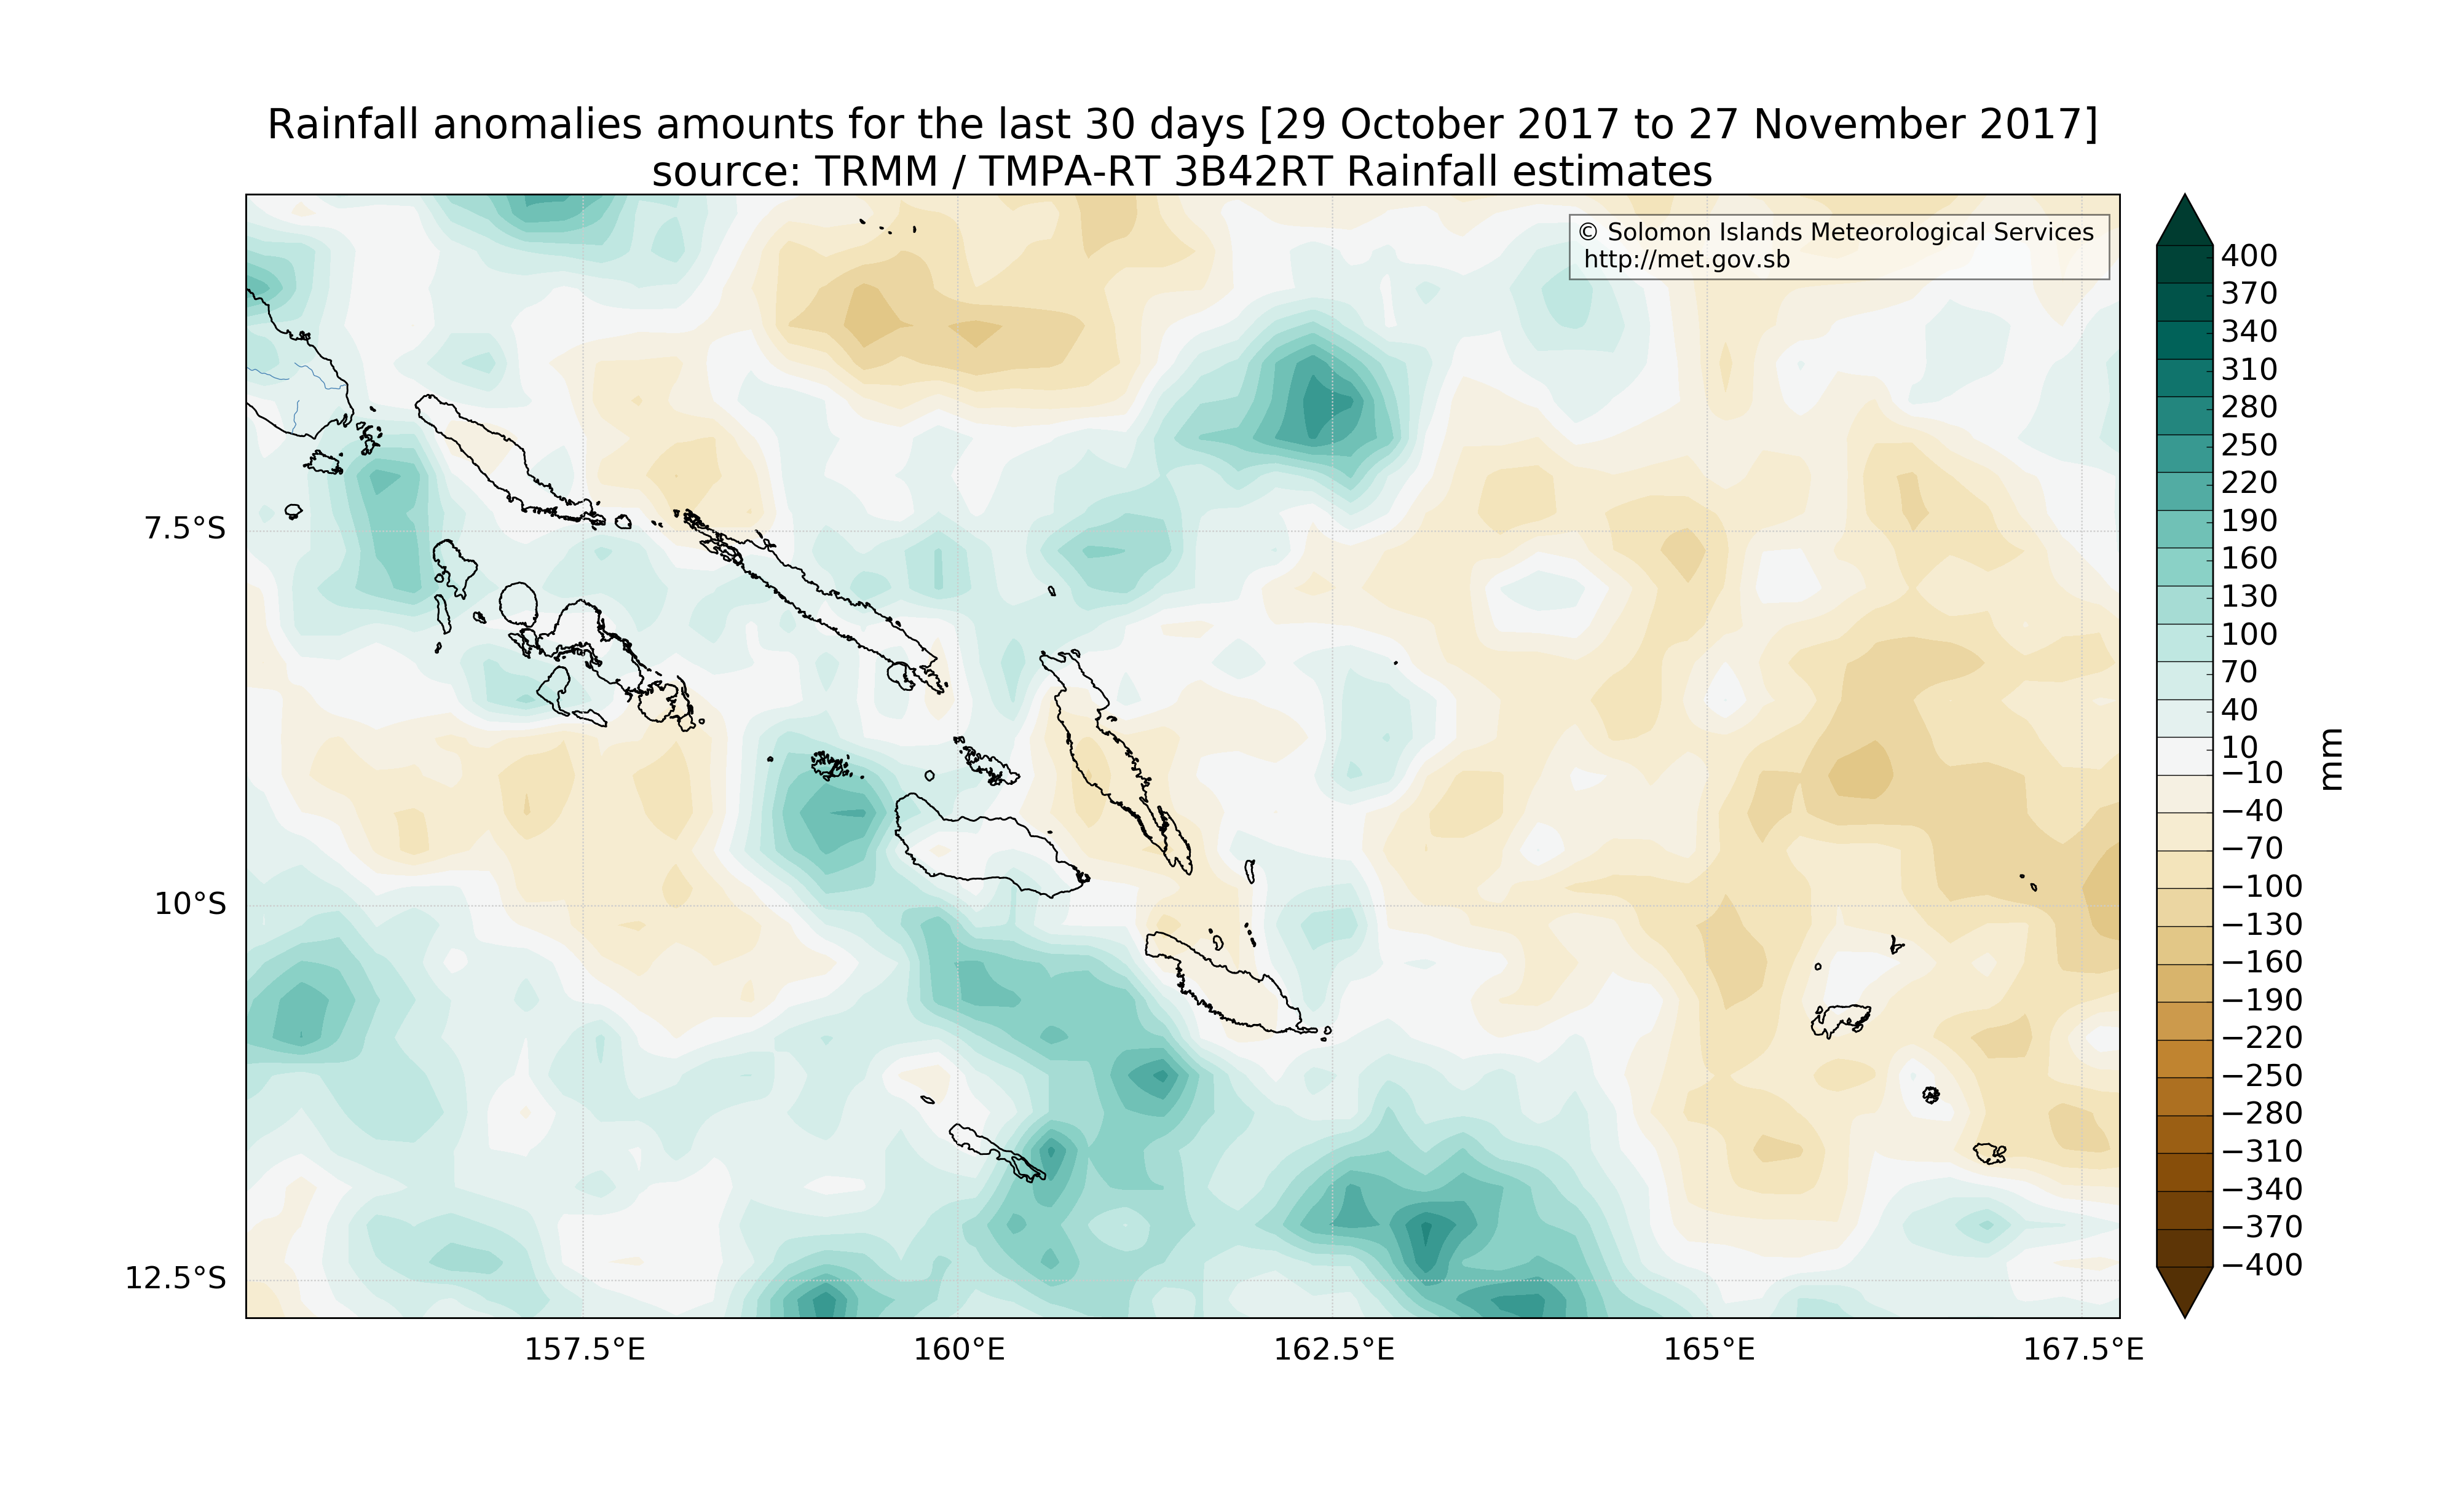 Rainfall anomalies amounts for the last 30 days [29 October 2017 to 27 November 2017]
source: TRMM / TMPA-RT 3B42RT Rainfall estimates
© Solomon Islands Meteorological Services
http://met.gov.sb
7.5°S
10°S
12.5°S
157.5°E
160°E
162.5°E
165°E
167.5°E
400
370
340
310
280
250
220
190
160
130
100
70
40
10
−10
−40
−70
−100
−130
−160
−190
−220
−250
−280
−310
−340
−370
−400
mm